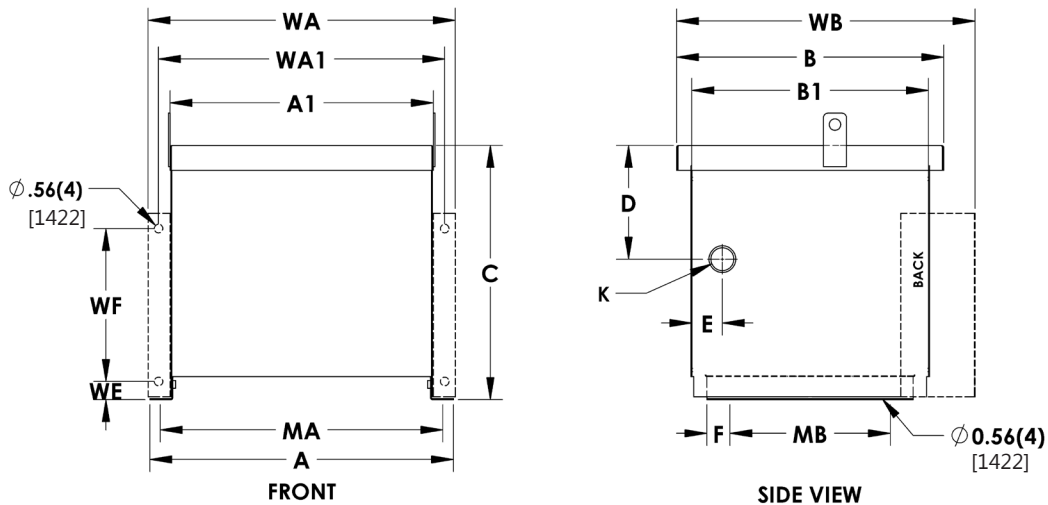 WA
WA1
A1
Ø.56(4)
[1422]
WF
WE
C
MA
A
FRONT
WB
B
B1
D
K
E
BACK
F
MB
Ø0.56(4)
[1422]
SIDE VIEW